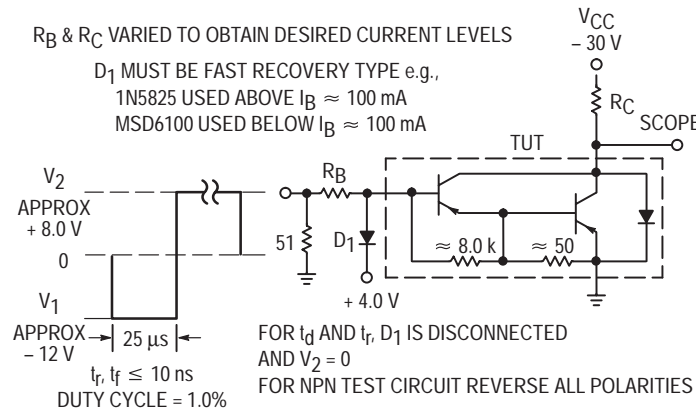 R_B & R_C VARIED TO OBTAIN DESIRED CURRENT LEVELS
D_1 MUST BE FAST RECOVERY TYPE e.g.,
1N5825 USED ABOVE I_B ≈ 100 mA
MSD6100 USED BELOW I_B ≈ 100 mA
V_CC
– 30 V
R_C
SCOPE
TUT
V_2
APPROX
+ 8.0 V
0
V_1
APPROX
– 12 V
25 μs
t_r, t_f ≤ 10 ns
DUTY CYCLE = 1.0%
R_B
51
D_1
+ 4.0 V
≈ 8.0 k
≈ 50
FOR t_d AND t_r, D_1 IS DISCONNECTED
AND V_2 = 0
FOR NPN TEST CIRCUIT REVERSE ALL POLARITIES